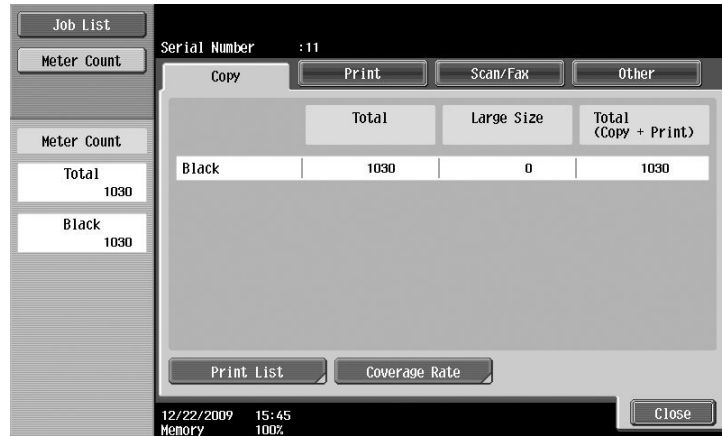 Job List
Meter Count
Serial Number :11
Copy Print Scan/Fax Other
Meter Count
Total Large Size Total
(Copy + Print)
Black 1030 0 1030
Total
1030
Black
1030
Print List Coverage Rate
12/22/2009 15:45
Memory 100%
Close